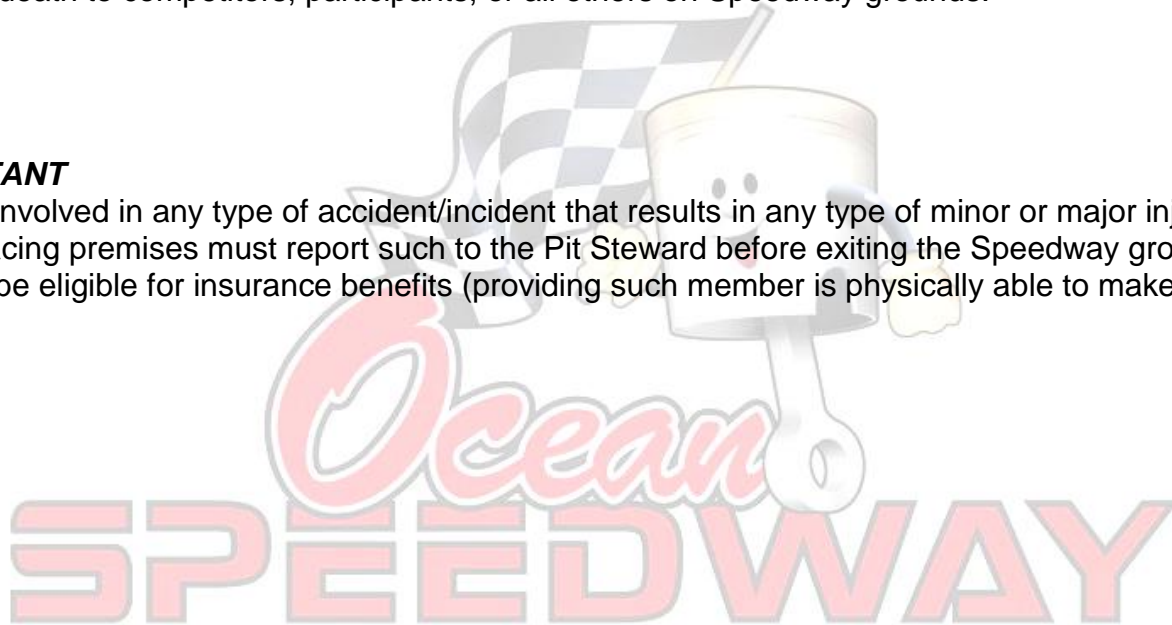 death to competitors, participants, or all others on Speedway grounds.
TANT
nvolved in any type of accident/incident that results in any type of minor or major inj
acing premises must report such to the Pit Steward before exiting the Speedway gro
be eligible for insurance benefits (providing such member is physically able to make
Ocean
SPEEDWAY